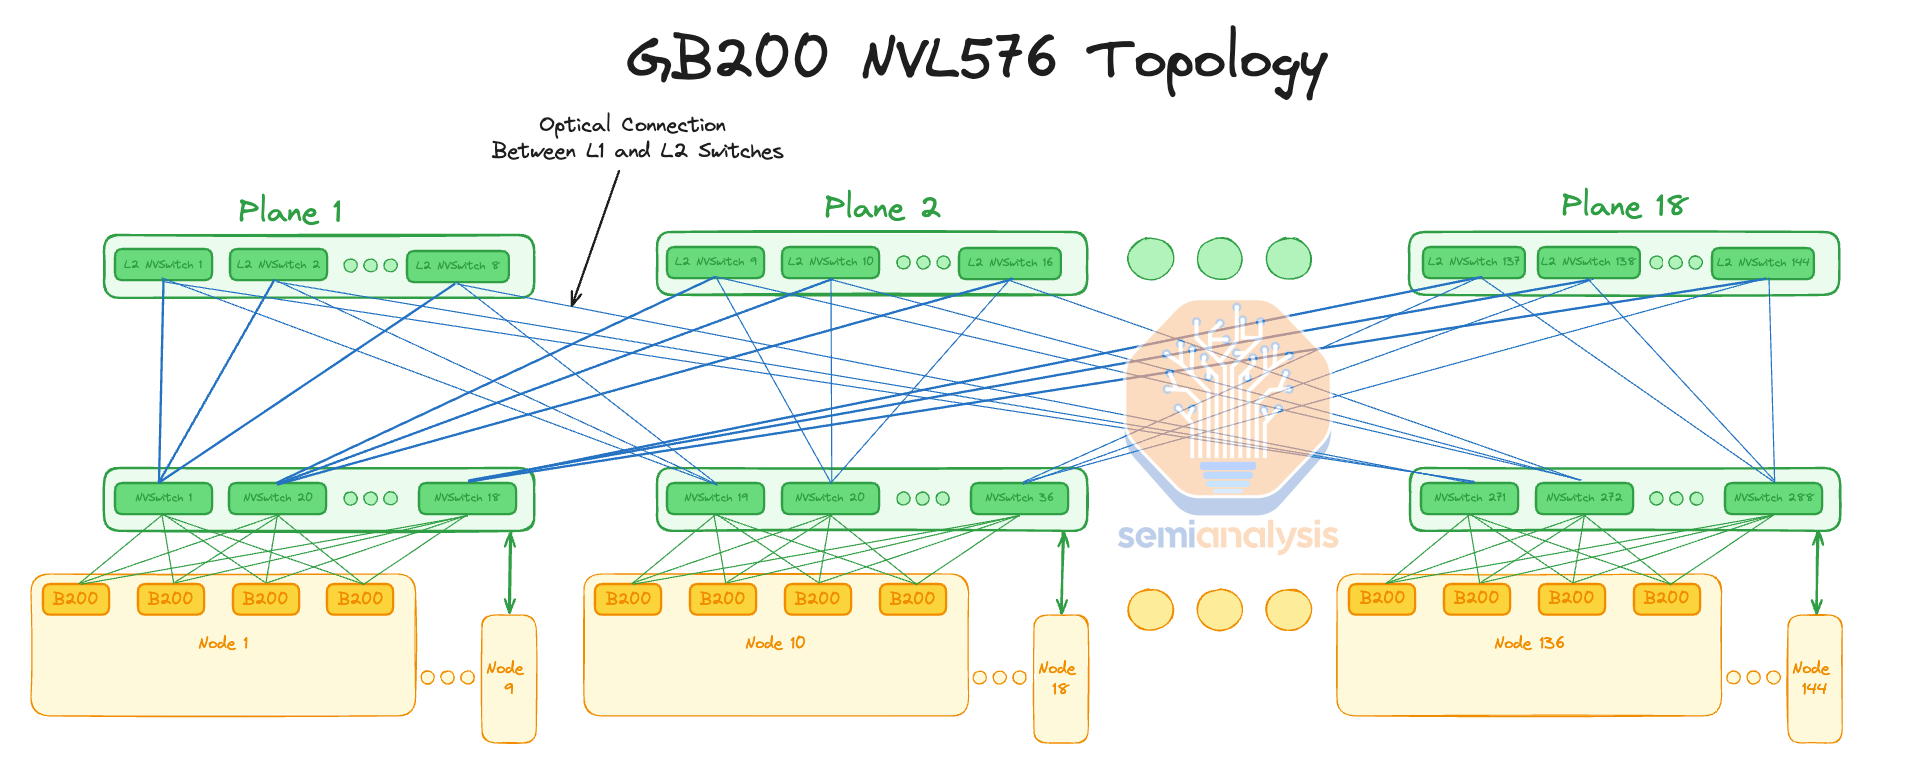 GB200 NVL576 Topology
Optical Connection
Between L1 and L2 Switches
Plane 1
Plane 2
Plane 18
L2 NVSwitch 1
L2 NVSwitch 2
L2 NVSwitch 8
L2 NVSwitch 9
L2 NVSwitch 10
L2 NVSwitch 16
L2 NVSwitch 137
L2 NVSwitch 138
L2 NVSwitch 144
NVSwitch 1
NVSwitch 20
NVSwitch 18
NVSwitch 19
NVSwitch 20
NVSwitch 36
NVSwitch 271
NVSwitch 272
NVSwitch 288
semianalysis
B200
B200
B200
B200
Node 1
Node
9
B200
B200
B200
B200
Node 10
Node
18
B200
B200
B200
B200
Node 136
Node
144